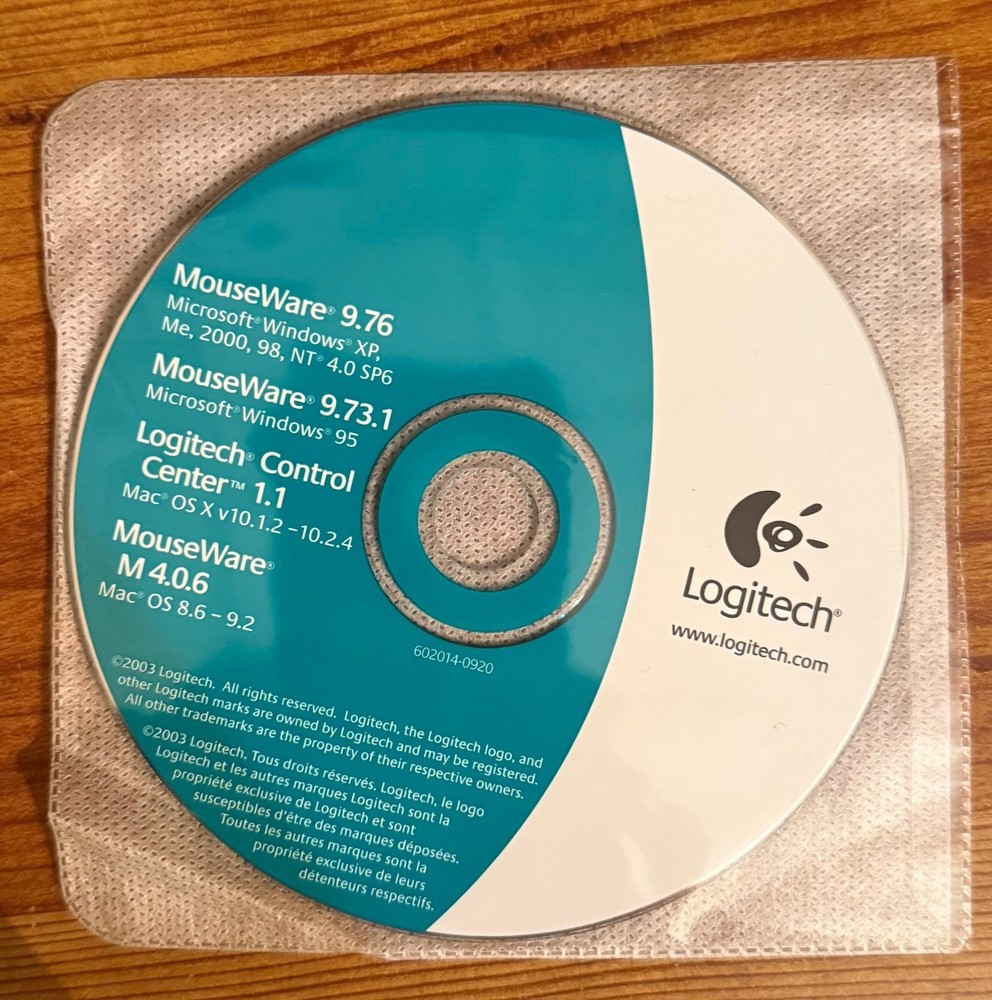 MouseWare® 9.76
Microsoft® Windows® XP,
Me, 2000, 98, NT® 4.0 SP6
MouseWare® 9.73.1
Microsoft® Windows® 95
Logitech® Control
Center™ 1.1
Mac® OS X v10.1.2 –10.2.4
MouseWare®
M 4.0.6
Mac® OS 8.6 – 9.2
602014-0920
©2003 Logitech. All rights reserved. Logitech, the Logitech logo, and
other Logitech marks are owned by Logitech and may be registered.
All other trademarks are the property of their respective owners.
©2003 Logitech. Tous droits réservés. Logitech, le logo
Logitech et les autres marques Logitech sont la
propriété exclusive de Logitech et sont
susceptibles d'être des marques déposées.
Toutes les autres marques sont la
propriété exclusive de leurs
détenteurs respectifs.
Logitech®
www.logitech.com